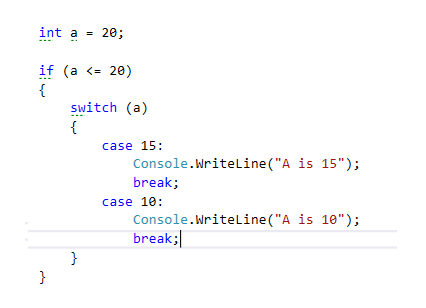 int a = 20;
if (a <= 20)
{
switch (a)
{
case 15:
Console.WriteLine("A is 15");
break;
case 10:
Console.WriteLine("A is 10");
break;
}
}